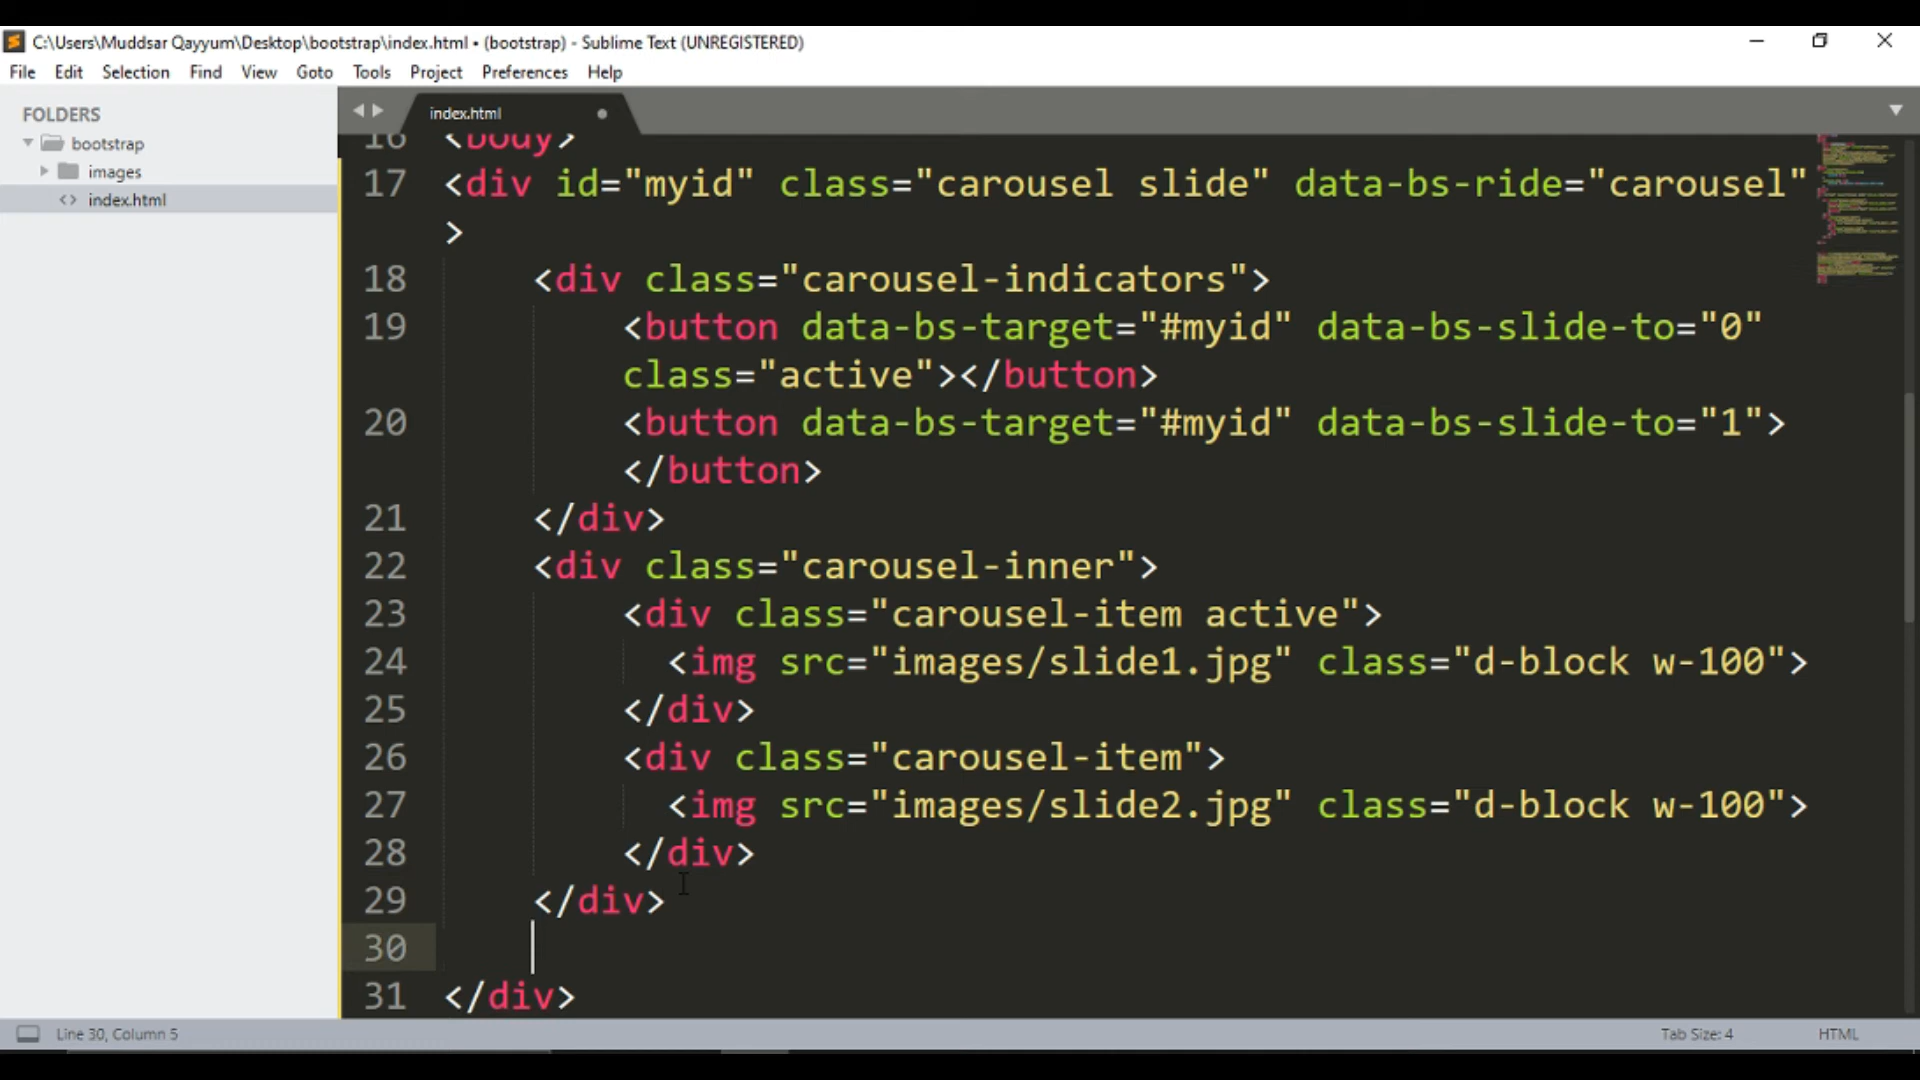 C:\Users\Muddsar Qayyum\Desktop\bootstrap\index.html • (bootstrap) - Sublime Text (UNREGISTERED)
File Edit Selection Find View Goto Tools Project Preferences Help
FOLDERS
bootstrap
images
<> index.html
index.html
16 <body>
17 <div id="myid" class="carousel slide" data-bs-ride="carousel"
>
18 <div class="carousel-indicators">
19 <button data-bs-target="#myid" data-bs-slide-to="0"
class="active"></button>
20 <button data-bs-target="#myid" data-bs-slide-to="1">
</button>
21 </div>
22 <div class="carousel-inner">
23 <div class="carousel-item active">
24 <img src="images/slide1.jpg" class="d-block w-100">
25 </div>
26 <div class="carousel-item">
27 <img src="images/slide2.jpg" class="d-block w-100">
28 </div>
29 </div>
30
31 </div>
Line 30, Column 5
Tab Size: 4
HTML